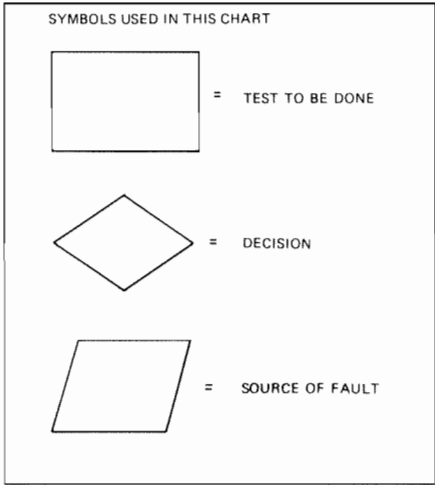 SYMBOLS USED IN THIS CHART
= TEST TO BE DONE
= DECISION
= SOURCE OF FAULT